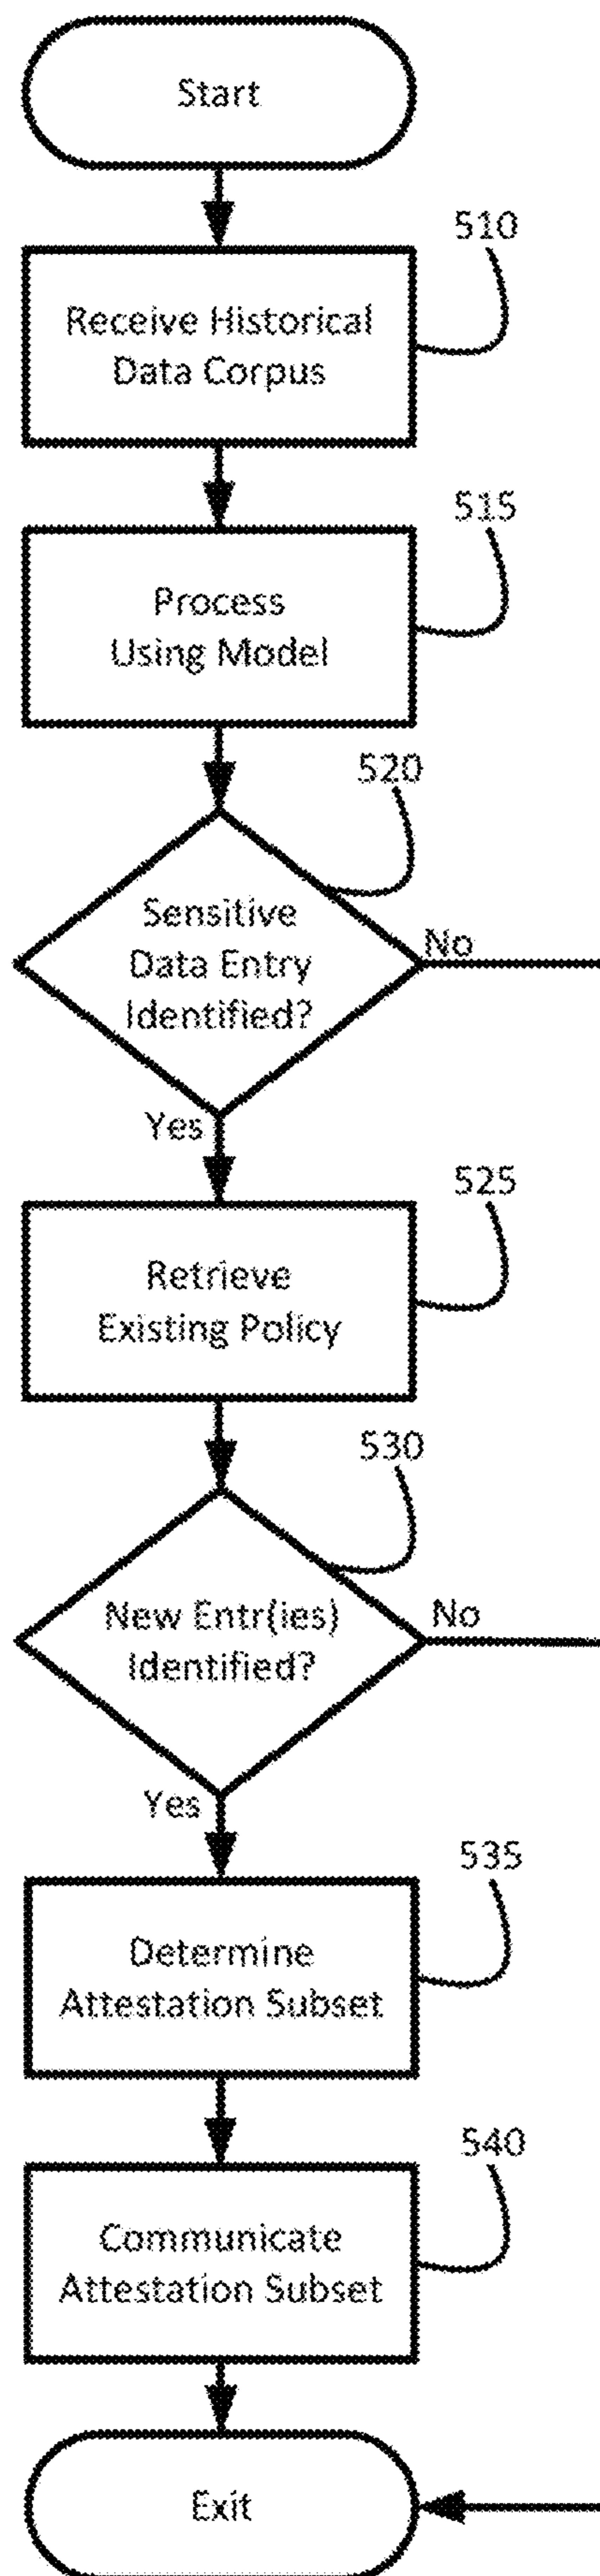 Start
510
Receive Historical
Data Corpus
515
Process
Using Model
520
Sensitive
Data Entry
Identified?
No
Yes
525
Retrieve
Existing Policy
530
New Entr(ies)
Identified?
No
Yes
535
Determine
Attestation Subset
540
Communicate
Attestation Subset
Exit